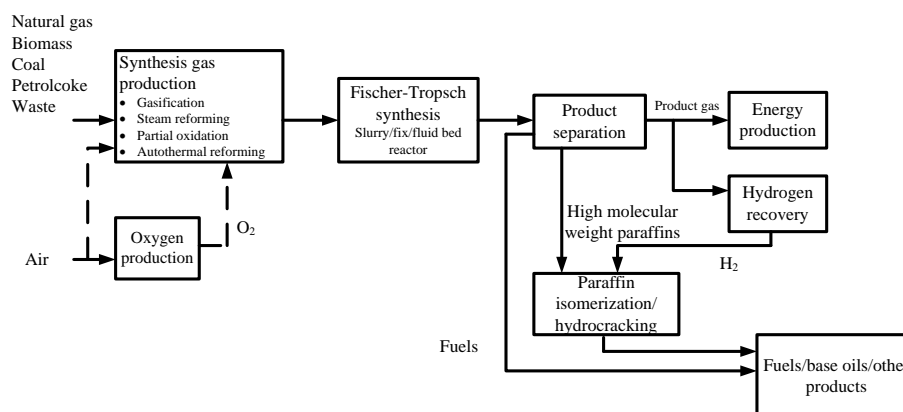 Natural gas
Biomass
Coal
Petrolcoke
Waste
Synthesis gas
production
• Gasification
• Steam reforming
• Partial oxidation
• Autothermal reforming
Fischer-Tropsch
synthesis
Slurry/fix/fluid bed
reactor
Product
separation
Product gas
Energy
production
Hydrogen
recovery
High molecular
weight paraffins
H2
Air
Oxygen
production
O2
Paraffin
isomerization/
hydrocracking
Fuels
Fuels/base oils/other
products